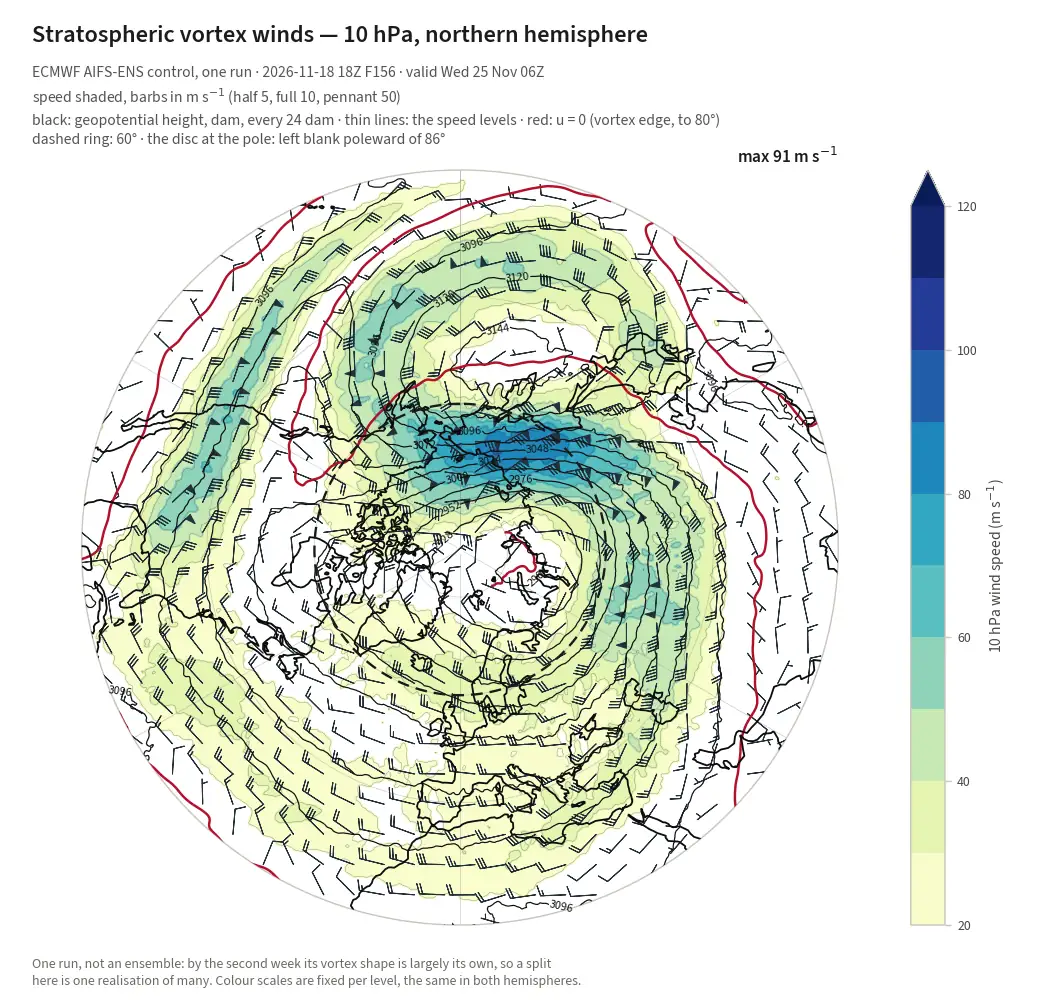 Stratospheric vortex winds — 10 hPa, northern hemisphere
ECMWF AIFS-ENS control, one run · 2026-11-18 18Z F156 · valid Wed 25 Nov 06Z
speed shaded, barbs in m s⁻¹ (half 5, full 10, pennant 50)
black: geopotential height, dam, every 24 dam · thin lines: the speed levels · red: u = 0 (vortex edge, to 80°)
dashed ring: 60° · the disc at the pole: left blank poleward of 86°
max 91 m s⁻¹
120
100
80
60
40
20
10 hPa wind speed (m s⁻¹)
3096
3120
3144
3096
3096
3096
3048
2976
2952
3096
3096
One run, not an ensemble: by the second week its vortex shape is largely its own, so a split
here is one realisation of many. Colour scales are fixed per level, the same in both hemispheres.